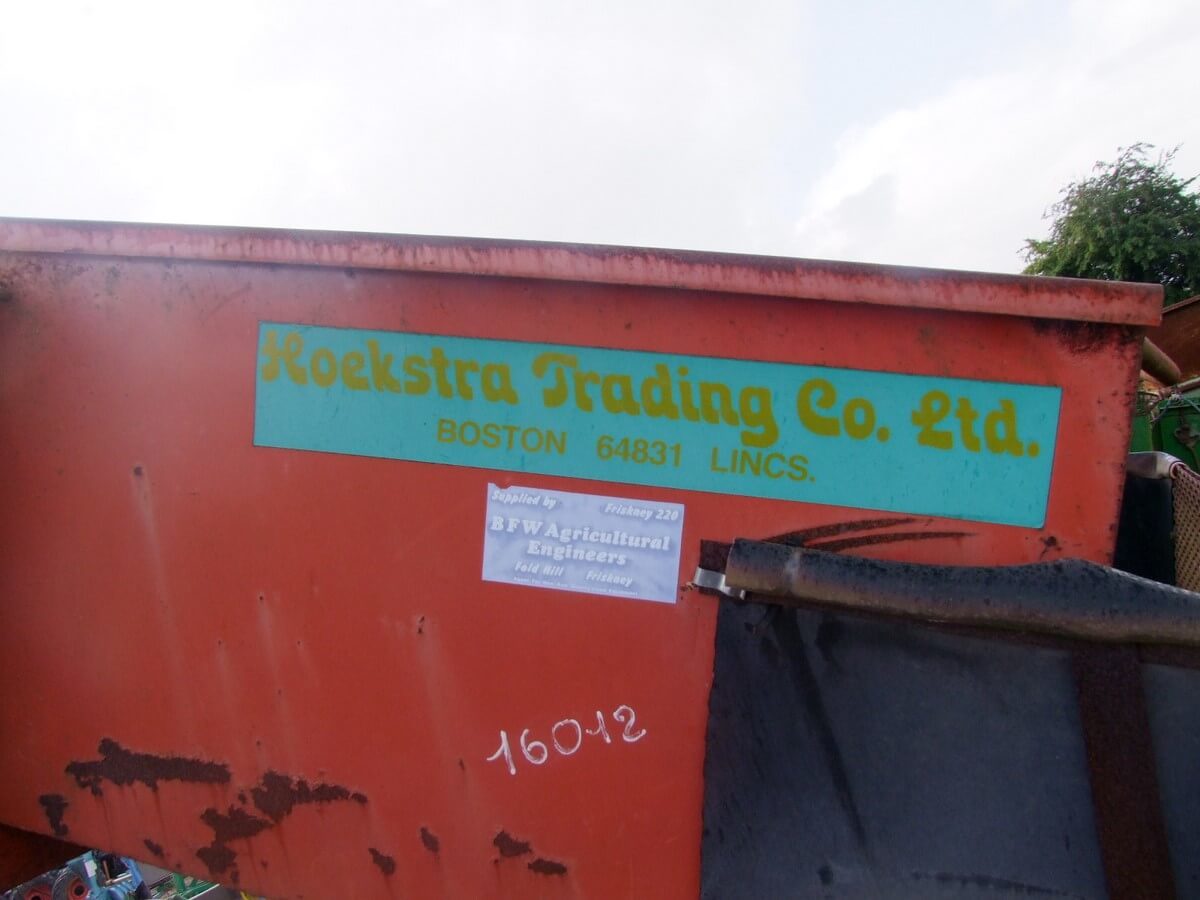 Hoekstra Trading Co. Ltd.
BOSTON 64831 LINCS.
Supplied by Friskney 220
BFW Agricultural
Engineers
Fold Hill Friskney
16012